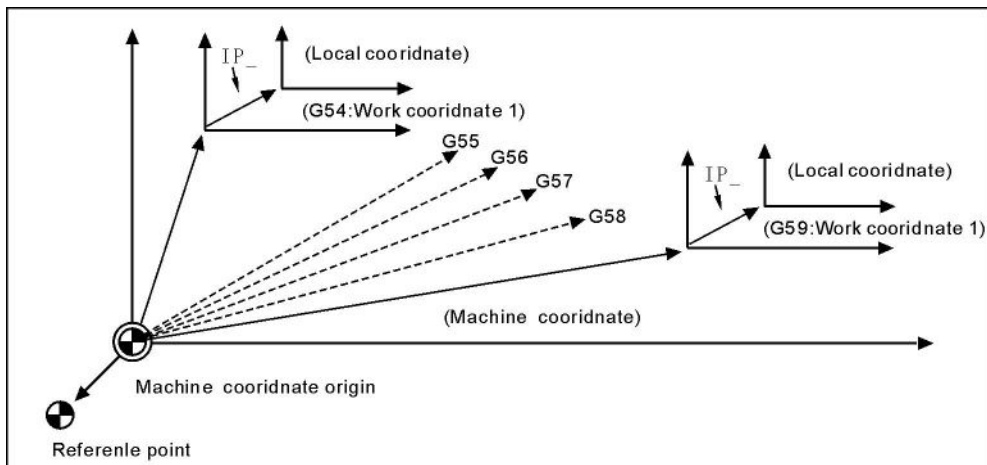 IP_
(Local cooridnate)
(G54:Work cooridnate 1)
G55
G56
G57
G58
IP_
(Local cooridnate)
(G59:Work cooridnate 1)
(Machine cooridnate)
Machine cooridnate origin
Referenle point